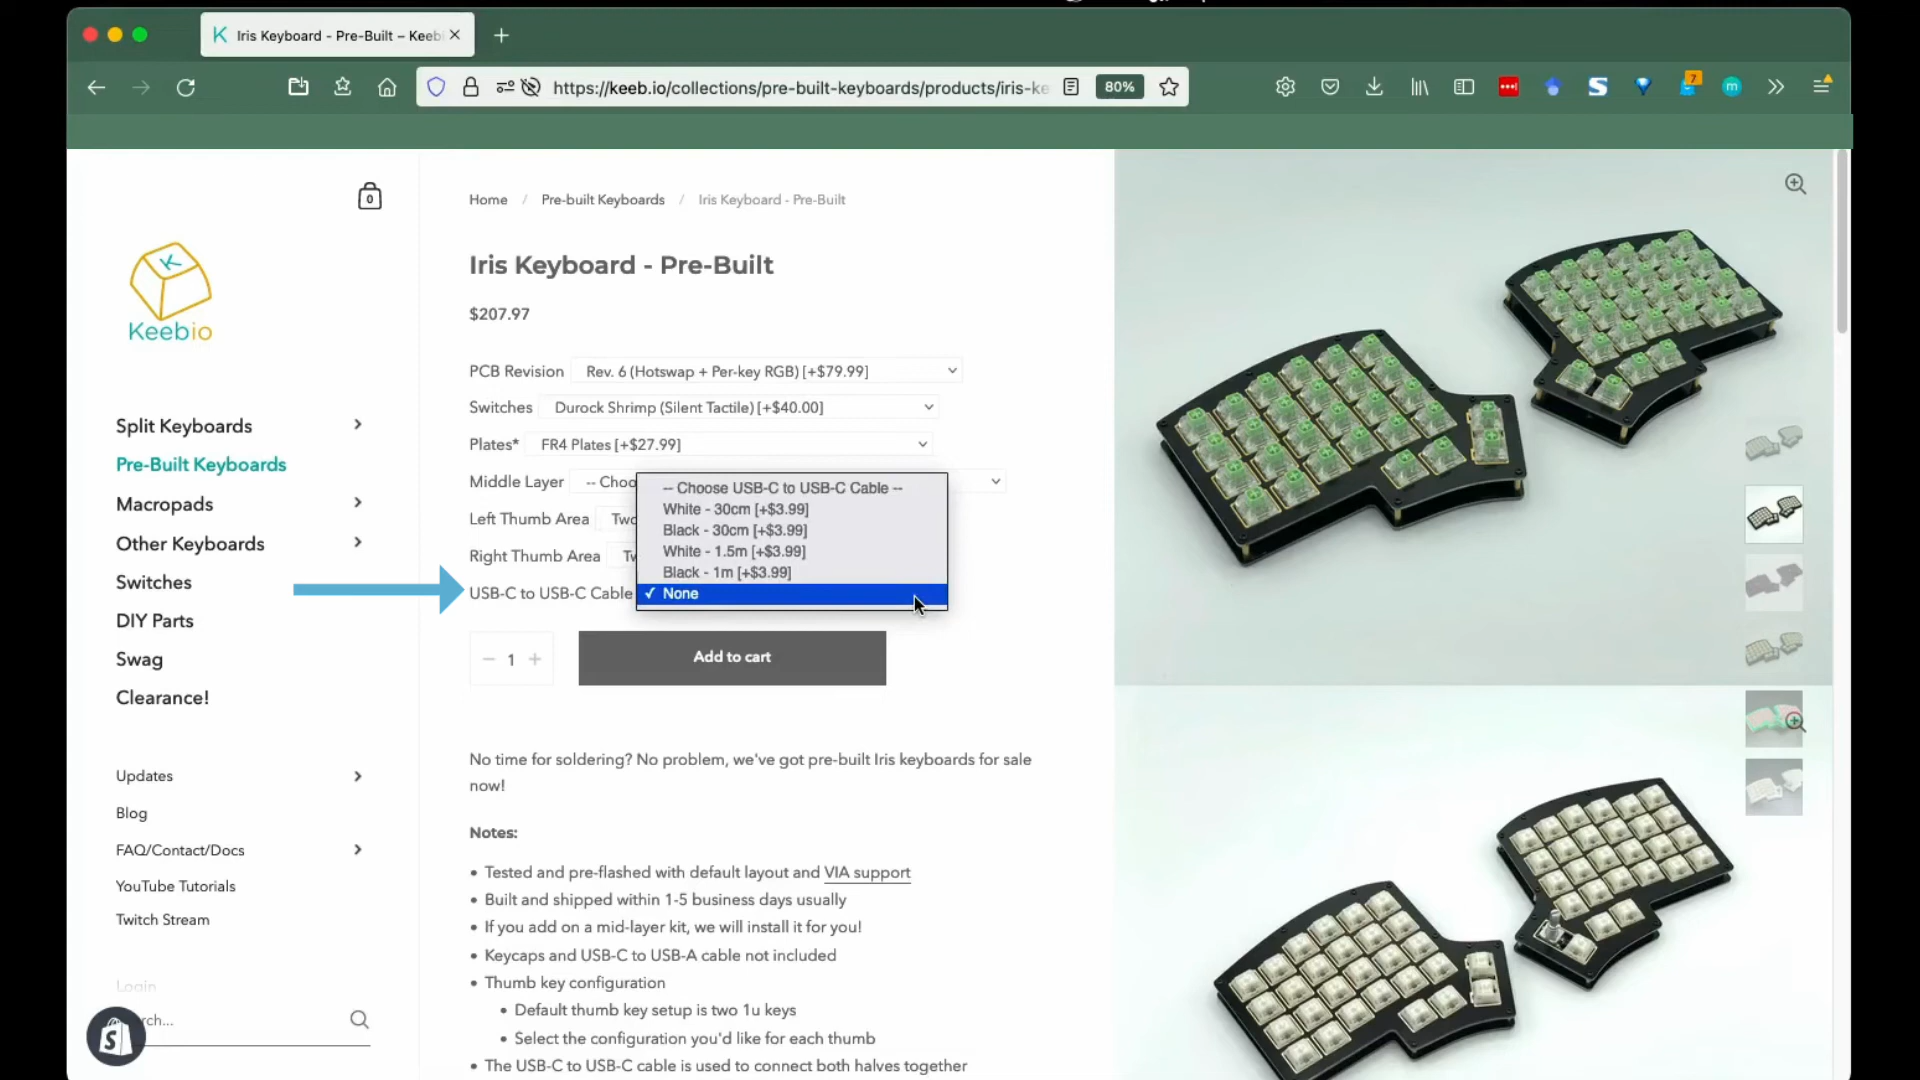 Iris Keyboard - Pre-Built – Keeb
https://keeb.io/collections/pre-built-keyboards/products/iris-ke
80%
7
m
0
K
Keebio
Split Keyboards
Pre-Built Keyboards
Macropads
Other Keyboards
Switches
DIY Parts
Swag
Clearance!
Updates
Blog
FAQ/Contact/Docs
YouTube Tutorials
Twitch Stream
Login
rch...
Home / Pre-built Keyboards / Iris Keyboard - Pre-Built
Iris Keyboard - Pre-Built
$207.97
PCB Revision Rev. 6 (Hotswap + Per-key RGB) [+$79.99]
Switches Durock Shrimp (Silent Tactile) [+$40.00]
Plates* FR4 Plates [+$27.99]
Middle Layer -- Choo
Left Thumb Area Two
Right Thumb Area Tw
USB-C to USB-C Cable
-- Choose USB-C to USB-C Cable --
White - 30cm [+$3.99]
Black - 30cm [+$3.99]
White - 1.5m [+$3.99]
Black - 1m [+$3.99]
✓ None
− 1 +
Add to cart
No time for soldering? No problem, we've got pre-built Iris keyboards for sale
now!
Notes:
• Tested and pre-flashed with default layout and VIA support
• Built and shipped within 1-5 business days usually
• If you add on a mid-layer kit, we will install it for you!
• Keycaps and USB-C to USB-A cable not included
• Thumb key configuration
• Default thumb key setup is two 1u keys
• Select the configuration you'd like for each thumb
• The USB-C to USB-C cable is used to connect both halves together